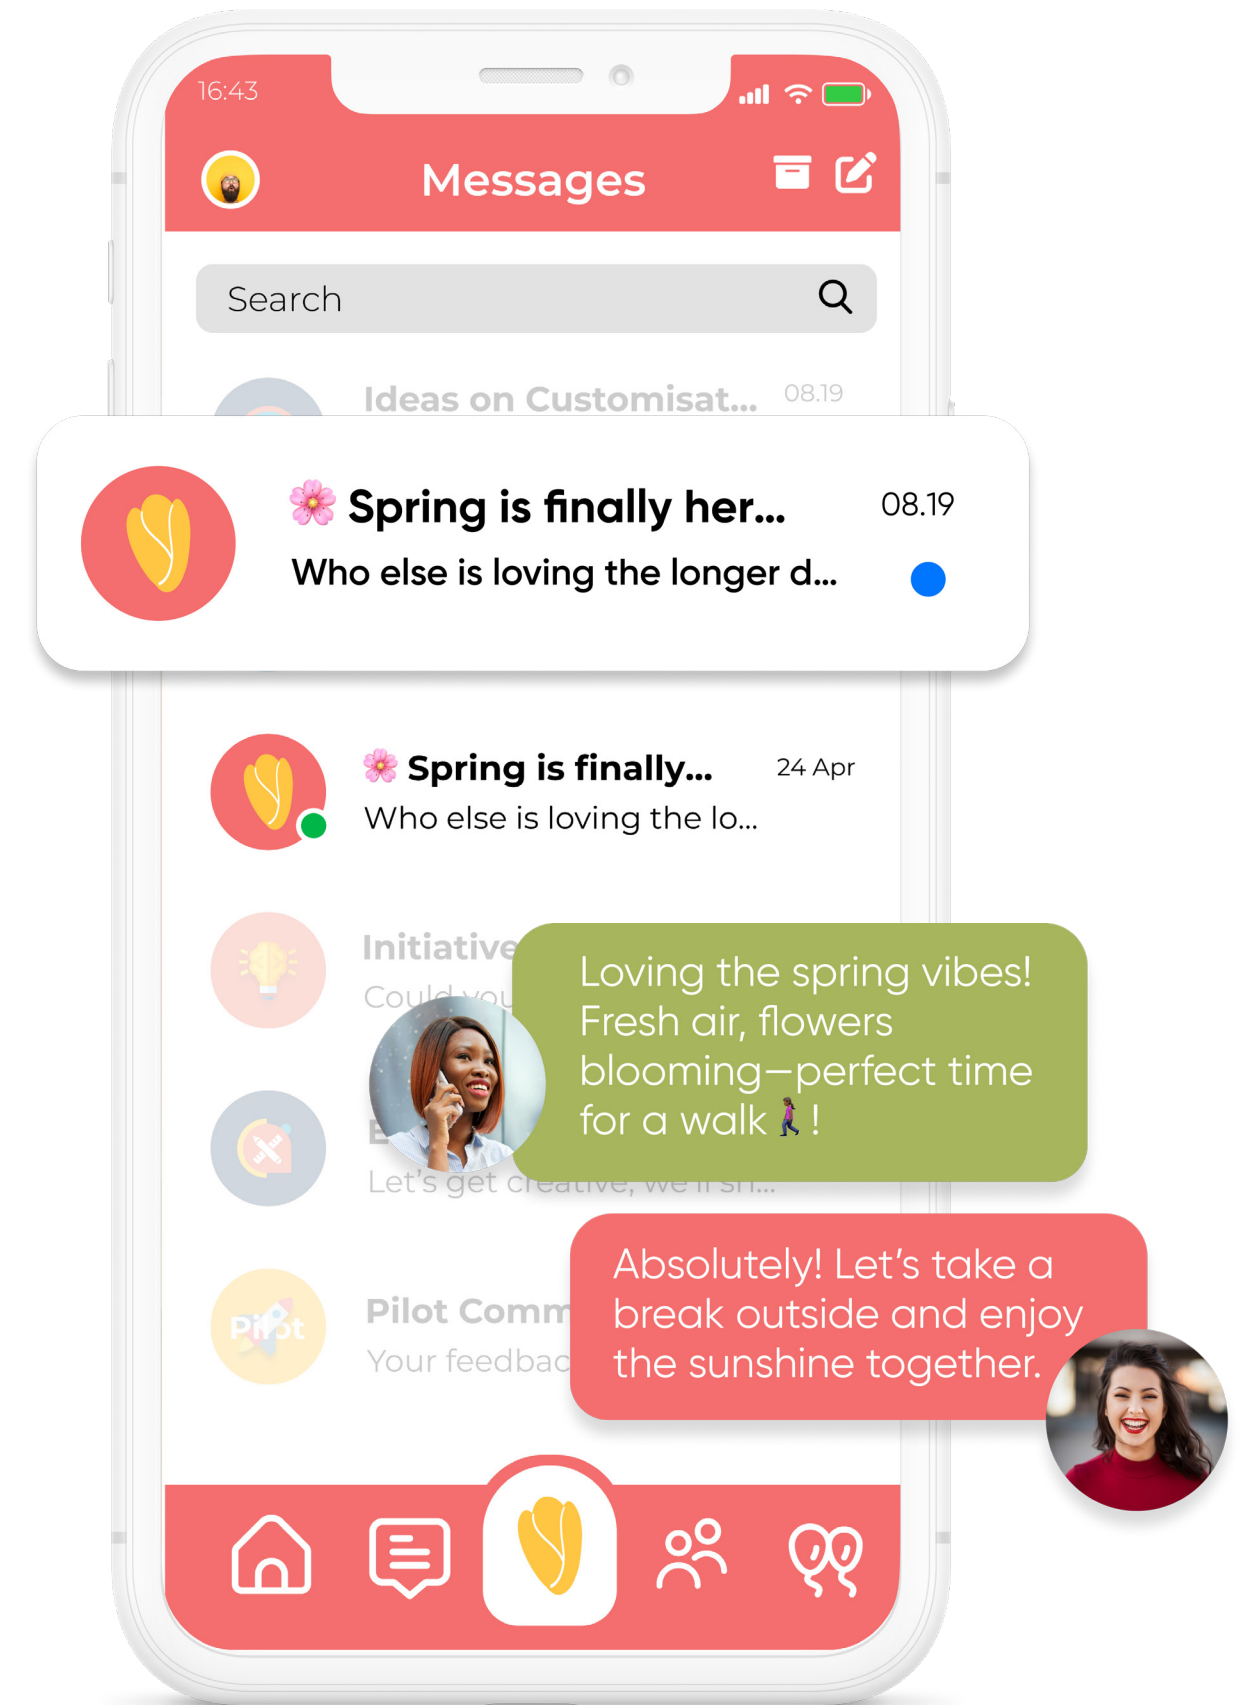 16:43
Messages
Search
Ideas on Customisat...
08.19
🌸 Spring is finally her...
08.19
Who else is loving the longer d...
🌸 Spring is finally...
24 Apr
Who else is loving the lo...
Initiative
Could you
Loving the spring vibes!
Fresh air, flowers
blooming—perfect time
for a walk 🚶🏾‍♀️!
Let's get creative, we'll sh...
Absolutely! Let's take a
break outside and enjoy
the sunshine together.
Pilot
Pilot Comm
Your feedbac